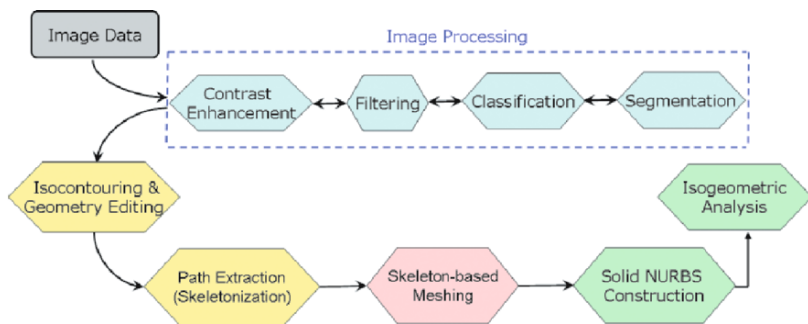 Image Data
Image Processing
Contrast
Enhancement
Filtering
Classification
Segmentation
Isocontouring &
Geometry Editing
Isogeometric
Analysis
Path Extraction
(Skeletonization)
Skeleton-based
Meshing
Solid NURBS
Construction